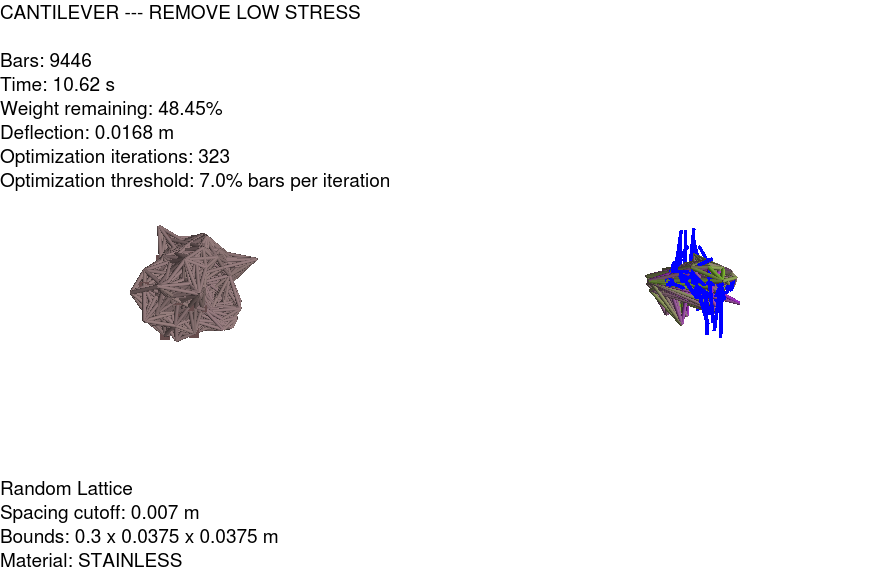 CANTILEVER --- REMOVE LOW STRESS
Bars: 9446
Time: 10.62 s
Weight remaining: 48.45%
Deflection: 0.0168 m
Optimization iterations: 323
Optimization threshold: 7.0% bars per iteration
Random Lattice
Spacing cutoff: 0.007 m
Bounds: 0.3 x 0.0375 x 0.0375 m
Material: STAINLESS